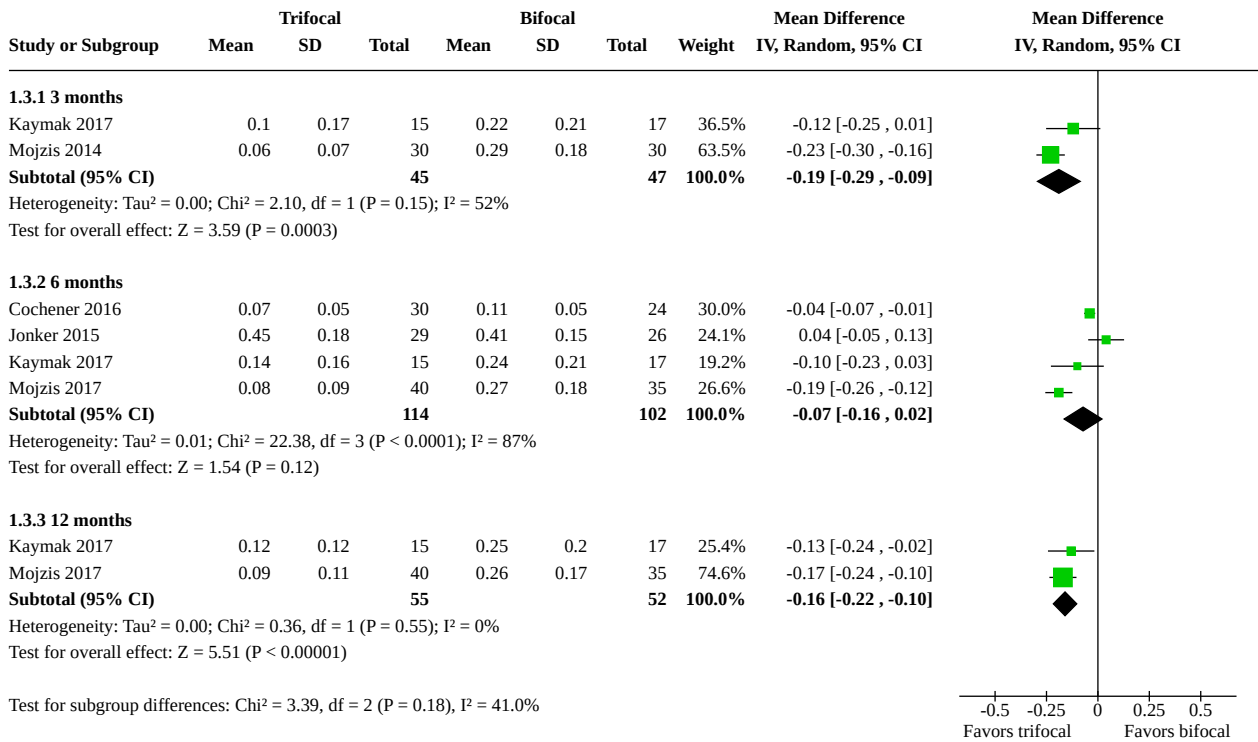 Trifocal Bifocal Mean Difference Mean Difference
Study or Subgroup Mean SD Total Mean SD Total Weight IV, Random, 95% CI IV, Random, 95% CI
1.3.1 3 months
Kaymak 2017 0.1 0.17 15 0.22 0.21 17 36.5% -0.12 [-0.25 , 0.01]
Mojzis 2014 0.06 0.07 30 0.29 0.18 30 63.5% -0.23 [-0.30 , -0.16]
Subtotal (95% CI) 45 47 100.0% -0.19 [-0.29 , -0.09]
Heterogeneity: Tau² = 0.00; Chi² = 2.10, df = 1 (P = 0.15); I² = 52%
Test for overall effect: Z = 3.59 (P = 0.0003)
1.3.2 6 months
Cochener 2016 0.07 0.05 30 0.11 0.05 24 30.0% -0.04 [-0.07 , -0.01]
Jonker 2015 0.45 0.18 29 0.41 0.15 26 24.1% 0.04 [-0.05 , 0.13]
Kaymak 2017 0.14 0.16 15 0.24 0.21 17 19.2% -0.10 [-0.23 , 0.03]
Mojzis 2017 0.08 0.09 40 0.27 0.18 35 26.6% -0.19 [-0.26 , -0.12]
Subtotal (95% CI) 114 102 100.0% -0.07 [-0.16 , 0.02]
Heterogeneity: Tau² = 0.01; Chi² = 22.38, df = 3 (P < 0.0001); I² = 87%
Test for overall effect: Z = 1.54 (P = 0.12)
1.3.3 12 months
Kaymak 2017 0.12 0.12 15 0.25 0.2 17 25.4% -0.13 [-0.24 , -0.02]
Mojzis 2017 0.09 0.11 40 0.26 0.17 35 74.6% -0.17 [-0.24 , -0.10]
Subtotal (95% CI) 55 52 100.0% -0.16 [-0.22 , -0.10]
Heterogeneity: Tau² = 0.00; Chi² = 0.36, df = 1 (P = 0.55); I² = 0%
Test for overall effect: Z = 5.51 (P < 0.00001)
Test for subgroup differences: Chi² = 3.39, df = 2 (P = 0.18), I² = 41.0%
-0.5 -0.25 0 0.25 0.5
Favors trifocal Favors bifocal